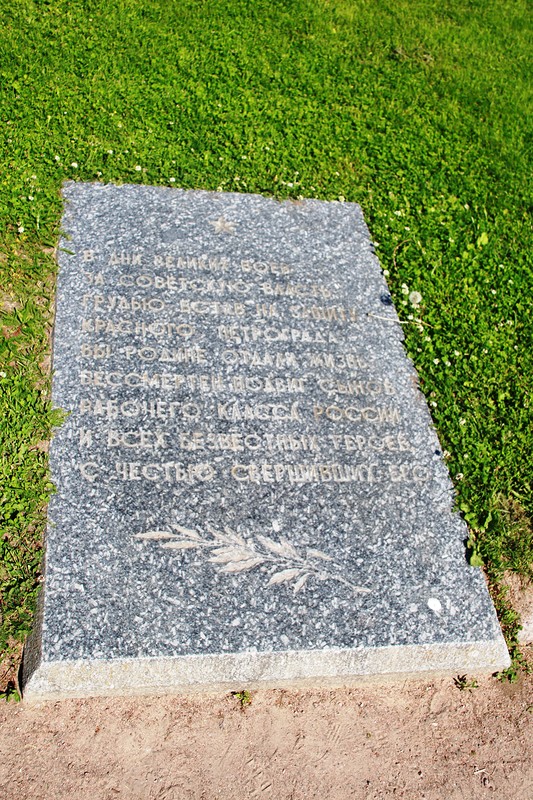 В ДНИ ВЕЛИКИХ БОЕВ
ЗА СОВЕТСКУЮ ВЛАСТЬ
ГРУДЬЮ ВСТАВ НА ЗАЩИТУ
КРАСНОГО ПЕТРОГРАДА
ВЫ РОДИНЕ ОТДАЛИ ЖИЗНЬ
БЕССМЕРТЕН ПОДВИГ СЫНОВ
РАБОЧЕГО КЛАССА РОССИИ
И ВСЕХ БЕЗВЕСТНЫХ ГЕРОЕВ
С ЧЕСТЬЮ СВЕРШИВШИХ ЕГО